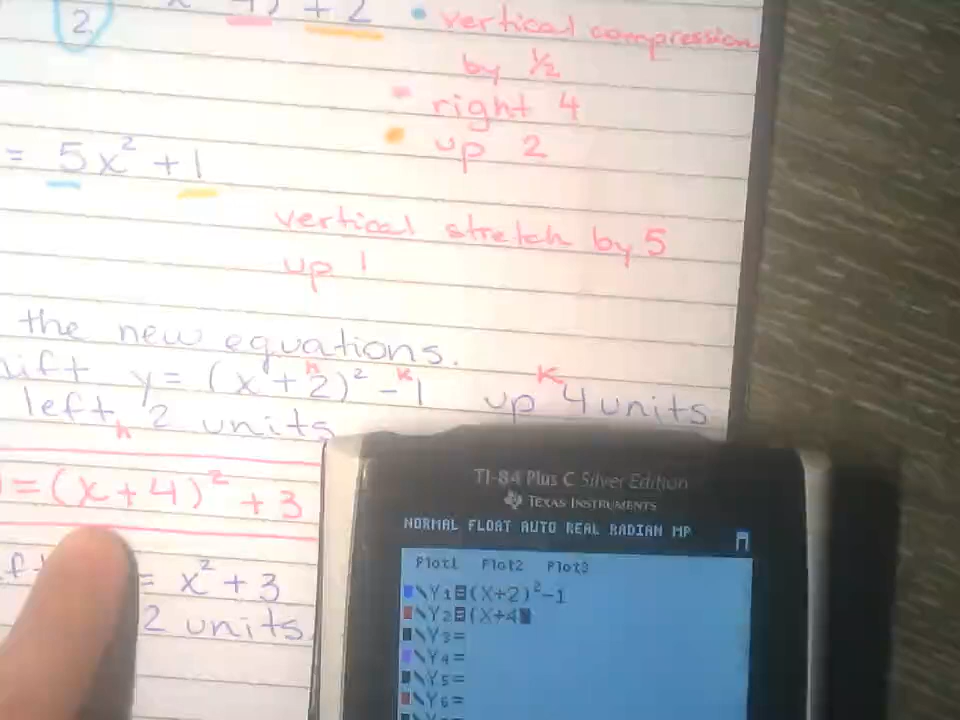 2 x 4) + 2
• vertical compression
by ½
• right 4
• up 2
= 5x² + 1
vertical stretch by 5
up 1
the new equations.
h k K
y = (x+2)² -1 up 4 units
left 2 units
h
= (x+4)² + 3
= x² + 3
2 units
TI-84 Plus C Silver Edition
TEXAS INSTRUMENTS
NORMAL FLOAT AUTO REAL RADIAN MP
Plot1 Plot2 Plot3
\Y1=(X+2)²-1
\Y2=(X+4
\Y3=
\Y4=
\Y5=
\Y6=